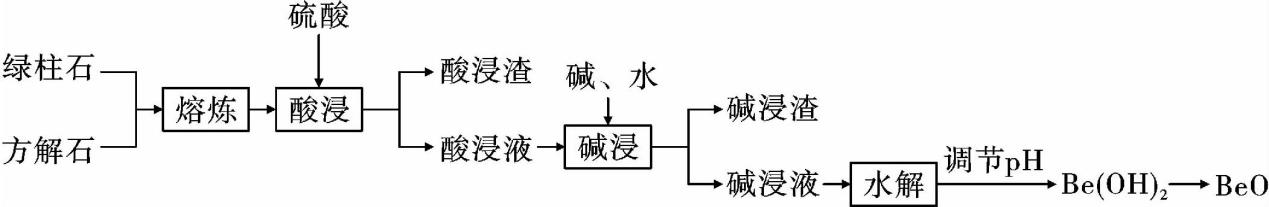 硫酸
绿柱石
方解石
熔炼
酸浸
酸浸渣
酸浸液
碱、水
碱浸
碱浸渣
碱浸液
水解
调节pH
Be(OH)₂
BeO